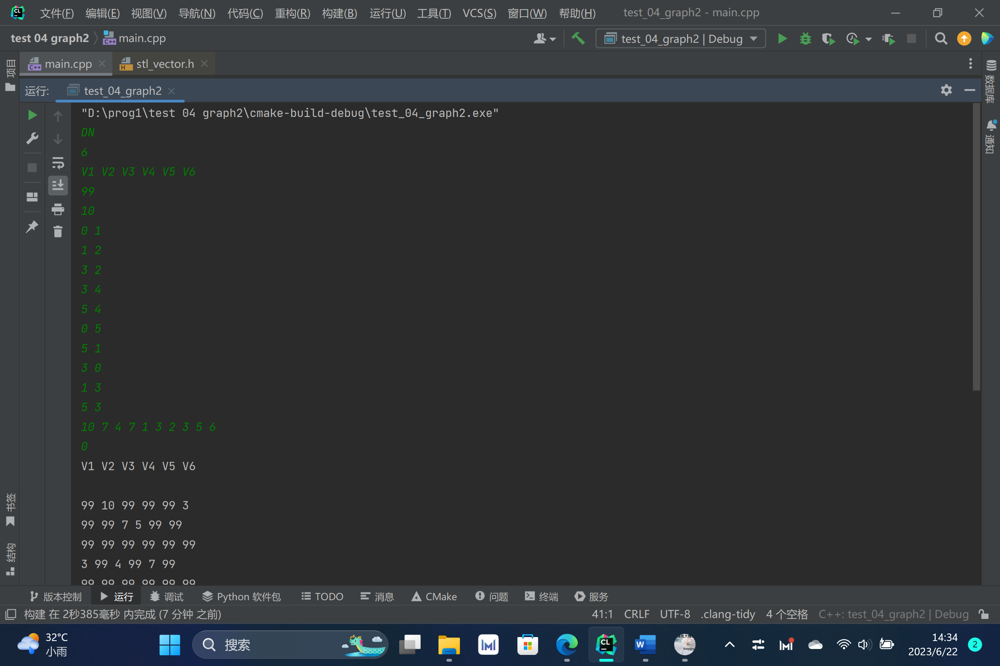 CL 文件(F) 编辑(E) 视图(V) 导航(N) 代码(C) 重构(R) 构建(B) 运行(U) 工具(T) VCS(S) 窗口(W) 帮助(H) test_04_graph2 - main.cpp
test 04 graph2 main.cpp test_04_graph2 | Debug
项目
main.cpp stl_vector.h
数据库
通知
运行: test_04_graph2
"D:\prog1\test 04 graph2\cmake-build-debug\test_04_graph2.exe"
DN
6
V1 V2 V3 V4 V5 V6
99
10
0 1
1 2
3 2
3 4
5 4
0 5
5 1
3 0
1 3
5 3
10 7 4 7 1 3 2 3 5 6
0
V1 V2 V3 V4 V5 V6
99 10 99 99 99 3
99 99 7 5 99 99
99 99 99 99 99 99
3 99 4 99 7 99
99 99 99 99 99 99
书签
结构
版本控制 运行 调试 Python 软件包 TODO 消息 CMake 问题 终端 服务
构建 在 2秒385毫秒 内完成 (7 分钟 之前) 41:1 CRLF UTF-8 .clang-tidy 4 个空格 C++: test_04_graph2 | Debug
32°C
小雨
搜索
14:34
2023/6/22
2